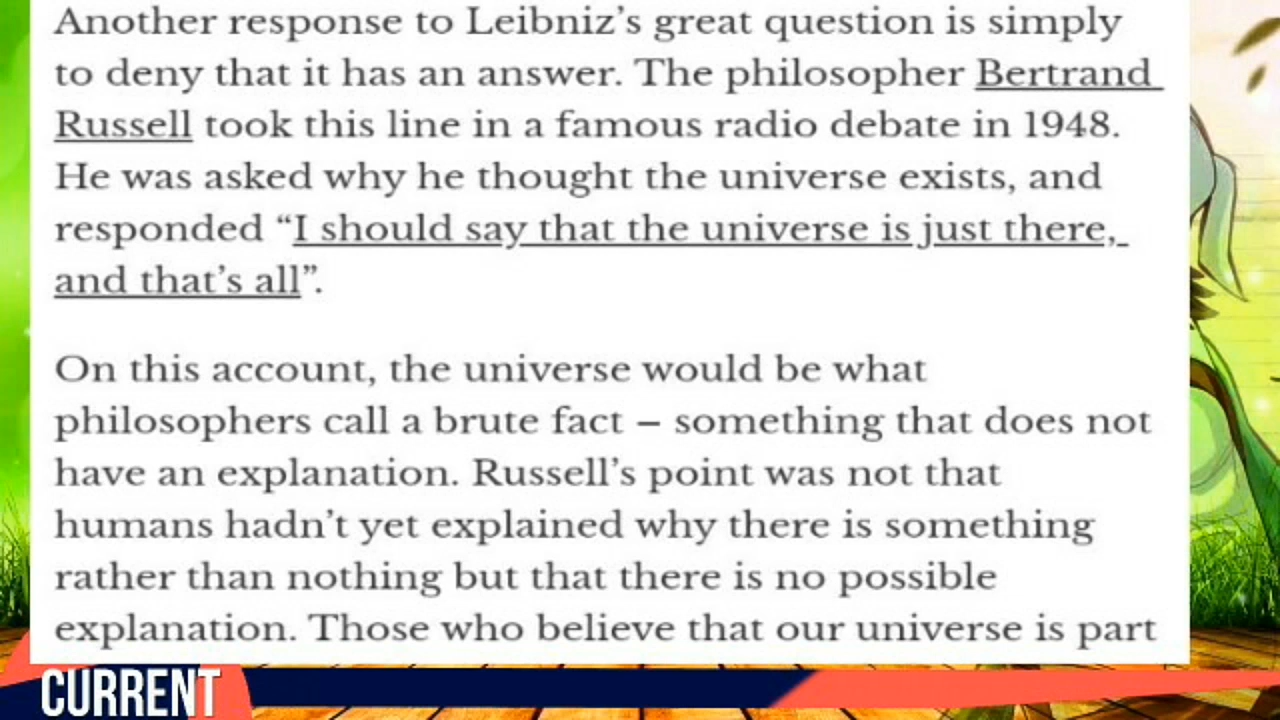 Another response to Leibniz’s great question is simply
to deny that it has an answer. The philosopher Bertrand
Russell took this line in a famous radio debate in 1948.
He was asked why he thought the universe exists, and
responded “I should say that the universe is just there,
and that’s all”.
On this account, the universe would be what
philosophers call a brute fact – something that does not
have an explanation. Russell’s point was not that
humans hadn’t yet explained why there is something
rather than nothing but that there is no possible
explanation. Those who believe that our universe is part
CURRENT